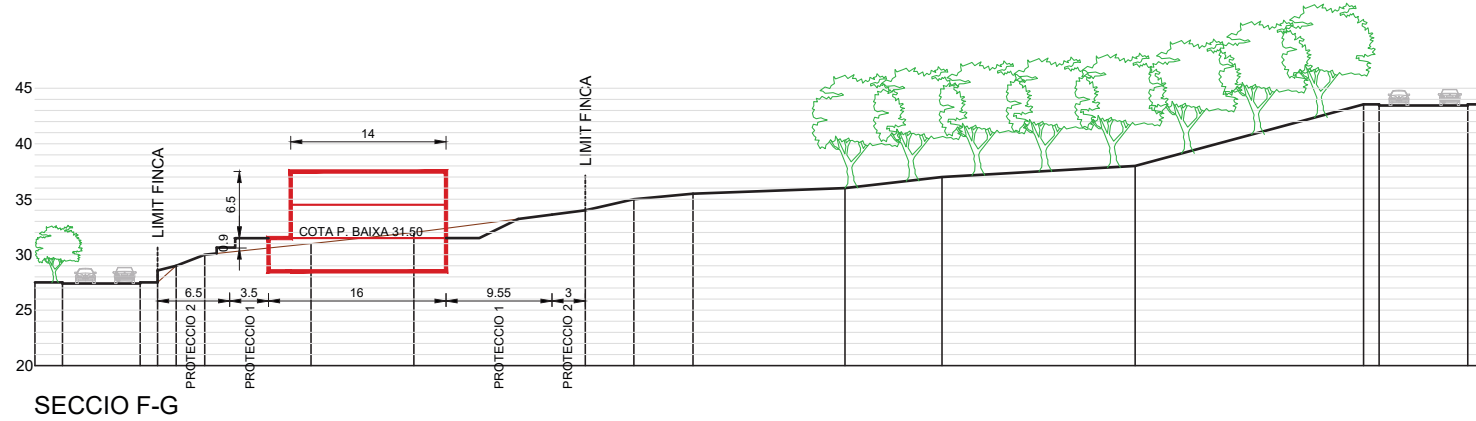 45
40
35
30
25
20
LIMIT FINCA
LIMIT FINCA
14
6.5
0.9
COTA P. BAIXA 31.50
6.5
3.5
16
9.55
3
PROTECCIO 2
PROTECCIO 1
PROTECCIO 1
PROTECCIO 2
SECCIO F-G